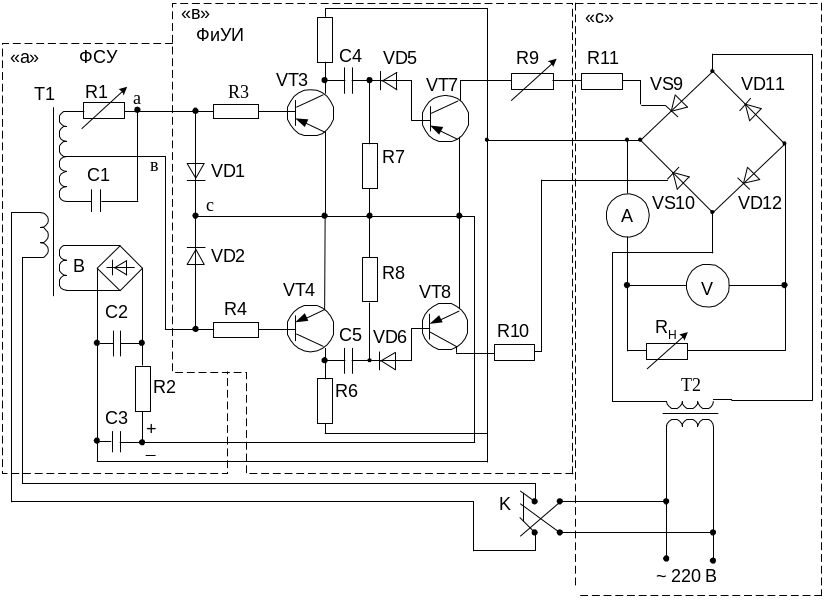 «в»
ФиУИ
«с»
«а» ФСУ
C4 VD5
R9 R11
VT3 VT7
VS9 VD11
T1 R1 а R3
R7
в
C1 VD1
VS10 VD12
с
А
B VD2
R8
V
VT4 VT8
C2 R4
RН
C5 VD6 R10
R2 R6
T2
C3
+
–
K
~ 220 В